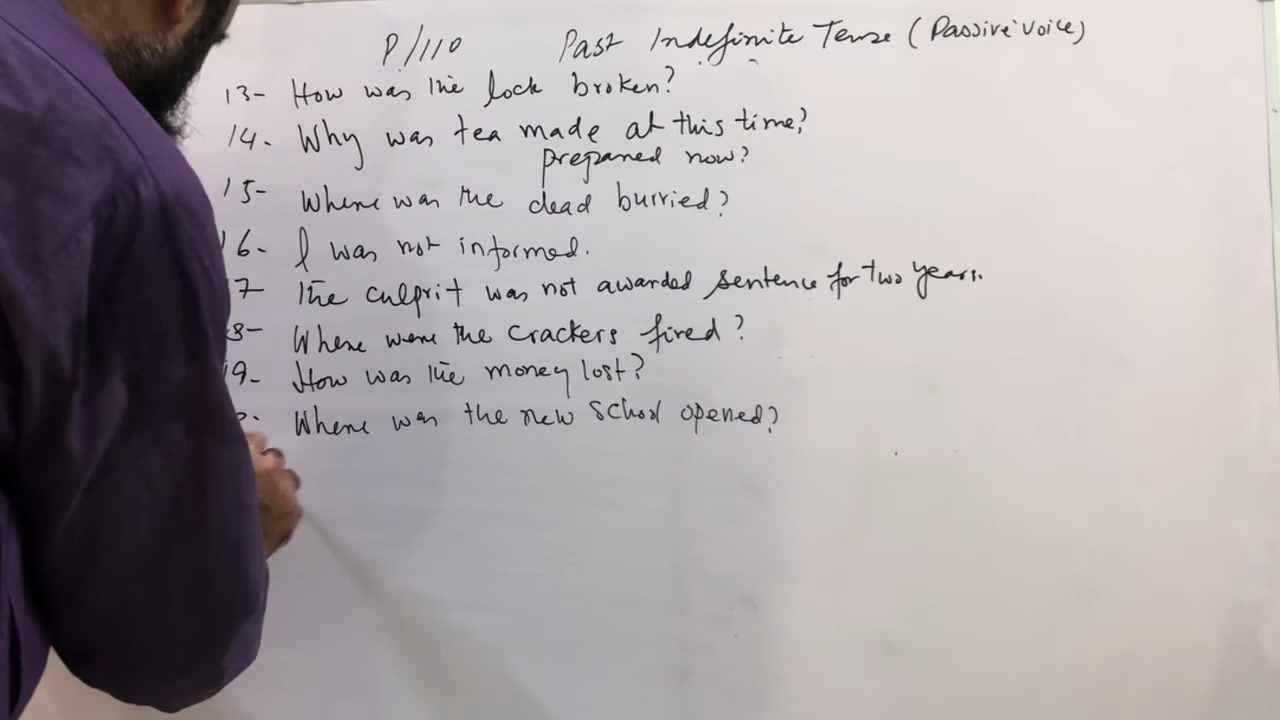 P/110 Past Indefinite Tense (Passive voice)
13- How was the lock broken?
14. Why was tea made at this time?
prepared now?
15- Where was the dead burried?
16- I was not informed.
7 The culprit was not awarded sentence for two years.
8- Where were the crackers fired?
19- How was the money lost?
Where was the new school opened?